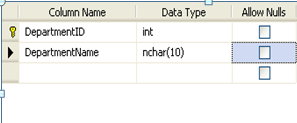 Column Name Data Type Allow Nulls
DepartmentID int
DepartmentName nchar(10)